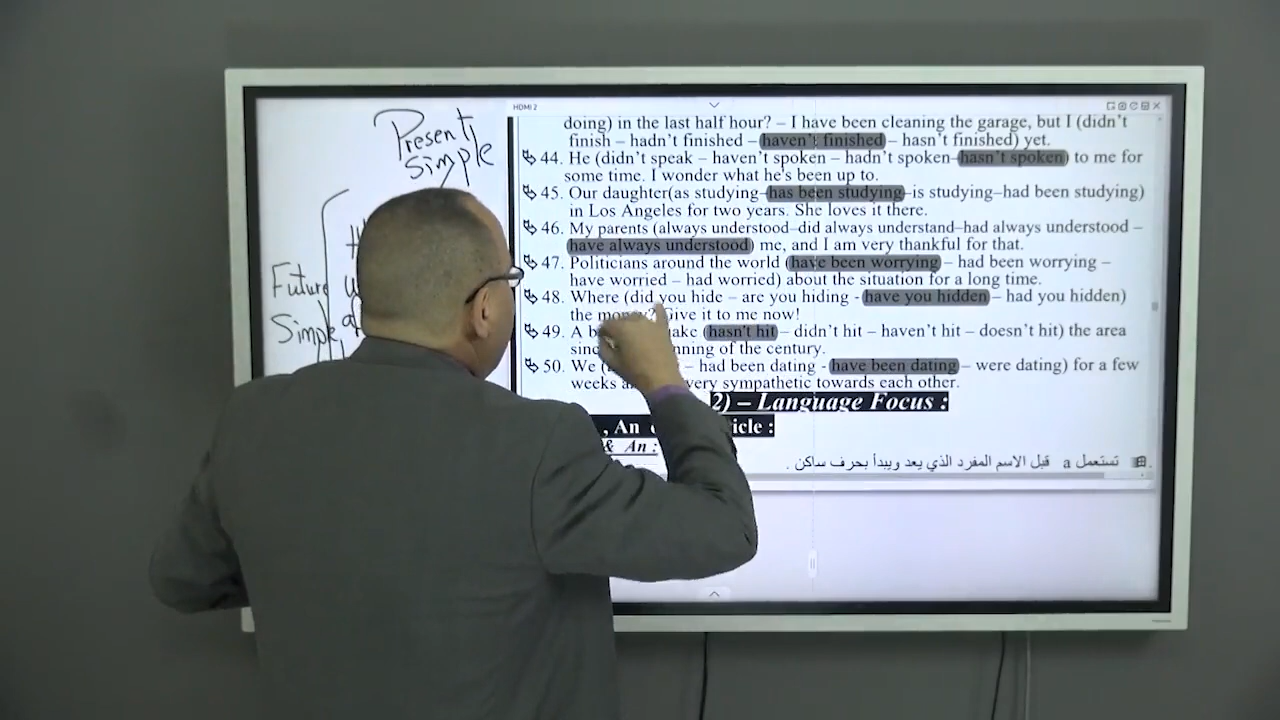 HDMI 2
Present
Simple
Future
Simple
doing) in the last half hour? – I have been cleaning the garage, but I (didn't
finish – hadn't finished – haven't finished – hasn't finished) yet.
44. He (didn't speak – haven't spoken – hadn't spoken– hasn't spoken) to me for
some time. I wonder what he's been up to.
45. Our daughter(as studying– has been studying –is studying–had been studying)
in Los Angeles for two years. She loves it there.
46. My parents (always understood–did always understand–had always understood –
have always understood) me, and I am very thankful for that.
47. Politicians around the world (have been worrying – had been worrying –
have worried – had worried) about the situation for a long time.
48. Where (did you hide – are you hiding - have you hidden – had you hidden)
the money? Give it to me now!
49. A (hasn't hit – didn't hit – haven't hit – doesn't hit) the area
of the century.
50. We ( – had been dating - have been dating – were dating) for a few
weeks very sympathetic towards each other.
2) – Language Focus :
, An
& An :
تستعمل a قبل الاسم المفرد الذي يعد ويبدأ بحرف ساكن .